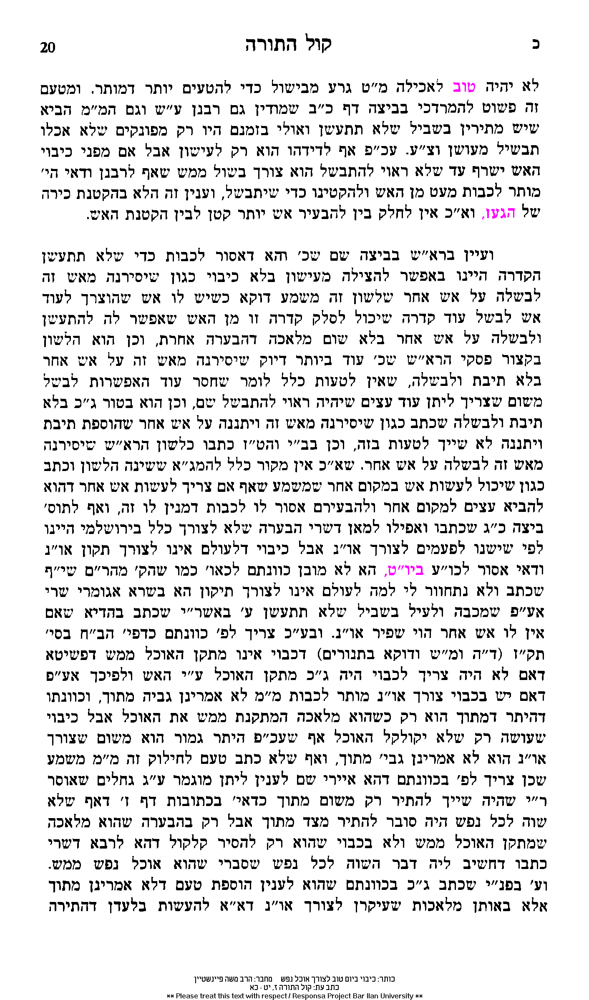 כ קול התורה 20
לא יהיה טוב לאכילה מ״ט גרע מבישול כדי להטעים יותר דמותר. ומטעם
זה פשוט להמרדכי בביצה דף כ״ב שמודין גם רבנן ע״ש וגם המ״מ הביא
שיש מתירין בשביל שלא תתעשן ואולי בזמנם היו רק מפונקים שלא אכלו
תבשיל מעושן וצ״ע. עכ״פ אף לדידהו הוא רק לעישון אבל אם מפני כיבוי
האש ישרף עד שלא ראוי להתבשל הוא צורך בשול ממש שאף לרבנן ודאי הי׳
מותר לכבות מעט מן האש ולהקטינו כדי שיתבשל, וענין זה הלא בהקטנת כירה
של הגעז, וא״כ אין לחלק בין להבעיר אש יותר קטן לבין הקטנת האש.
ועיין ברא״ש בביצה שם שכ׳ והא דאסור לכבות כדי שלא תתעשן
הקדרה היינו באפשר להצילה מעישון בלא כיבוי כגון שיסירנה מאש זה
לבשלה על אש אחר שלשון זה משמע דוקא כשיש לו אש שהוצרך לעוד
אש לבשל עוד קדרה שיכול לסלק קדרה זו מן האש שאפשר לה להתעשן
ולבשלה על אש אחר בלא שום מלאכה דהבערה אחרת, וכן הוא הלשון
בקצור פסקי הרא״ש שכ׳ עוד ביותר דיוק שיסירנה מאש זה על אש אחר
בלא תיבת ולבשלה, שאין לטעות כלל לומר שחסר עוד האפשרות לבשל
משום שצריך ליתן עוד עצים שיהיה ראוי להתבשל שם, וכן הוא בטור ג״כ בלא
תיבת ולבשלה שכתב כגון שיסירנה מאש זה ויתננה על אש אחר שהוספת תבית
ויתננה לא שייך לטעות בזה, וכן בב״י והט״ז כתבו כלשון הרא״ש שיסירנה
מאש זה לבשלה על אש אחר. שא״כ אין מקור כלל להמג״א ששינה הלשון וכתב
כגון שיכול לעשות אש במקום אחר שמשמע שאף אם צריך לעשות אש אחר דהוא
להביא עצים למקום אחר ולהבעירם אסור לו לכבות דמנין לו זה, ואף לתוס׳
ביצה כ״ג שכתבו ואפילו למאן דשרי הבערה שלא לצורך כלל בירושלמי היינו
לפי שישנו לפעמים לצורך או״נ אבל כיבוי דלעולם אינו לצורך תקון או״נ
ודאי אסור לכו״ע ביו״ט, הא לא מובן כוונתם לכאו׳ כמו שהק׳ מהר״ם שי״ף
שכתב ולא נתחוור לי למה לעולם אינו לצורך תיקון הא בשרא אגומרי שרי
אע״פ שמכבה ולעיל בשביל שלא תתעשן ע׳ באשר״י שכתב בהדיא שאם
אין לו אש אחר הוי שפיר או״נ. ובע״כ צריך לפ׳ כוונתם כדפי׳ הב״ח בסי׳
תק״ז (ד״ה ומ״ש ודוקא בתנורים) דכבוי אינו מתקן האוכל ממש דפשיטא
דאם לא היה צריך לכבוי היה ג״כ מתקן האוכל ע״י האש ולפיכך אע״פ
דאם יש בכבוי צורך או״נ מותר לכבות מ״מ לא אמרינן גביה מתוך, וכוונתו
דהיתר דמתוך הוא רק כשהוא מלאכה המתקנת ממש את האוכל אבל כיבוי
שעושה רק שלא יקולקל האוכל אף שעכ״פ היתר גמור הוא משום שצורך
או״נ הוא לא אמרינן גבי׳ מתוך, ואף שלא כתב טעם לחילוק זה מ״מ משמע
שכן צריך לפ׳ בכוונתם דהא איירי שם לענין ליתן מוגמר ע״ג גחלים שאוסר
ר״י שהיה שייך להתיר רק משום מתוך כדאי׳ בכתובות דף ז׳ דאף שלא
שוה לכל נפש היה סובר להתיר מצד מתוך אבל רק בהבערה שהוא מלאכה
שמתקן האוכל ממש ולא בכבוי שהוא רק להסיר קלקול דהא לרבא דשרי
כתבו דחשיב ליה דבר השוה לכל נפש שסברי שהוא אוכל נפש ממש.
וע׳ בפנ״י שכתב ג״כ בכוונתם שהוא לענין הוספת טעם דלא אמרינן מתוך
אלא באותן מלאכות שעיקרן לצורך או״נ דא״א להעשות בלעדן דהתירה
כותר: כיבוי ביום טוב לצורך אוכל נפש מחבר: הרב משה פיינשטיין
כתב עת: קול התורה ז, יט - כא
** Please treat this text with respect / Responsa Project Bar Ilan University **